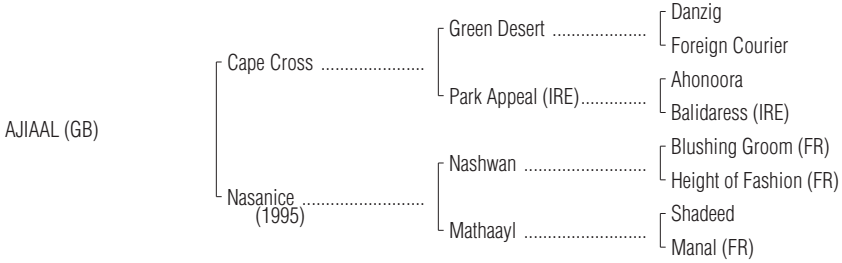 Danzig
Green Desert ....................
Foreign Courier
Cape Cross ......................
Ahonoora
Park Appeal (IRE)..............
Balidaress (IRE)
AJIAAL (GB)
Blushing Groom (FR)
Nashwan ..........................
Height of Fashion (FR)
Nasanice ..........................
(1995)
Shadeed
Mathaayl ..........................
Manal (FR)